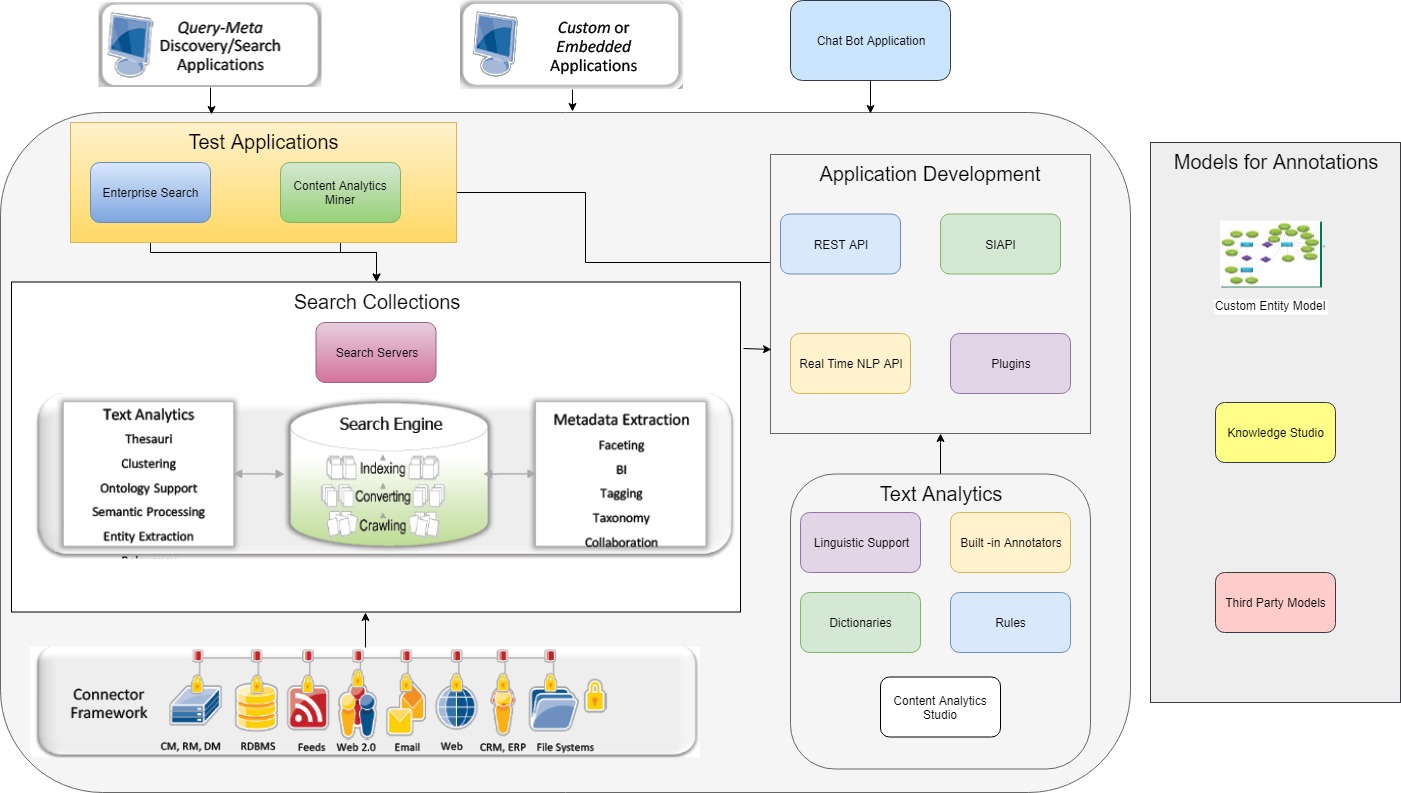 Query-Meta
Discovery/Search
Applications
Custom or
Embedded
Applications
Chat Bot Application
Test Applications
Enterprise Search
Content Analytics
Miner
Application Development
REST API
SIAPI
Real Time NLP API
Plugins
Models for Annotations
Custom Entity Model
Knowledge Studio
Third Party Models
Search Collections
Search Servers
Text Analytics
Thesauri
Clustering
Ontology Support
Semantic Processing
Entity Extraction
Search Engine
Indexing
Converting
Crawling
Metadata Extraction
Faceting
BI
Tagging
Taxonomy
Collaboration
Text Analytics
Linguistic Support
Built -in Annotators
Dictionaries
Rules
Content Analytics
Studio
Connector
Framework
CM, RM, DM
RDBMS
Feeds
Web 2.0
Email
Web
CRM, ERP
File Systems